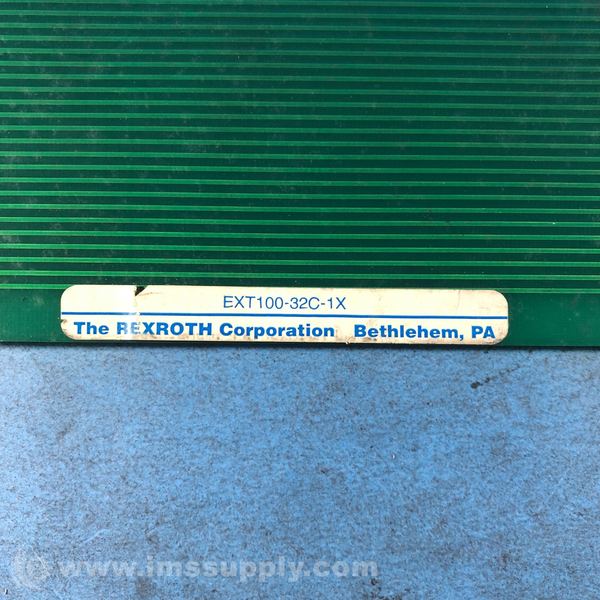 EXT100-32C-1X
The REXROTH Corporation Bethlehem, PA
© www.imssupply.com